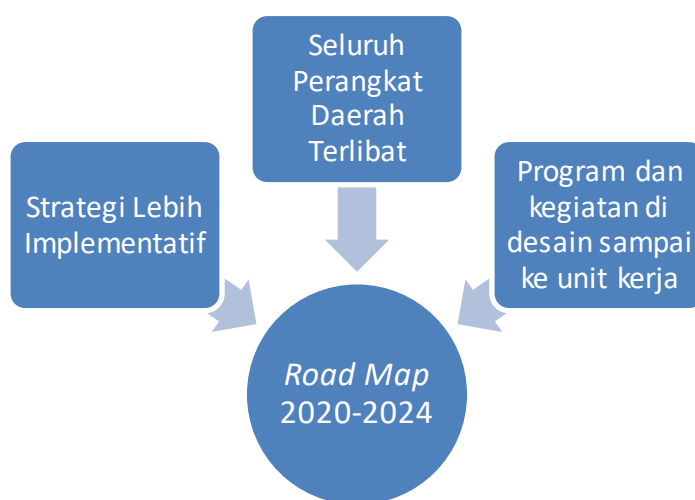 Seluruh
Perangkat
Daerah
Terlibat
Strategi Lebih
Implementatif
Program dan
kegiatan di
desain sampai
ke unit kerja
Road Map
2020-2024